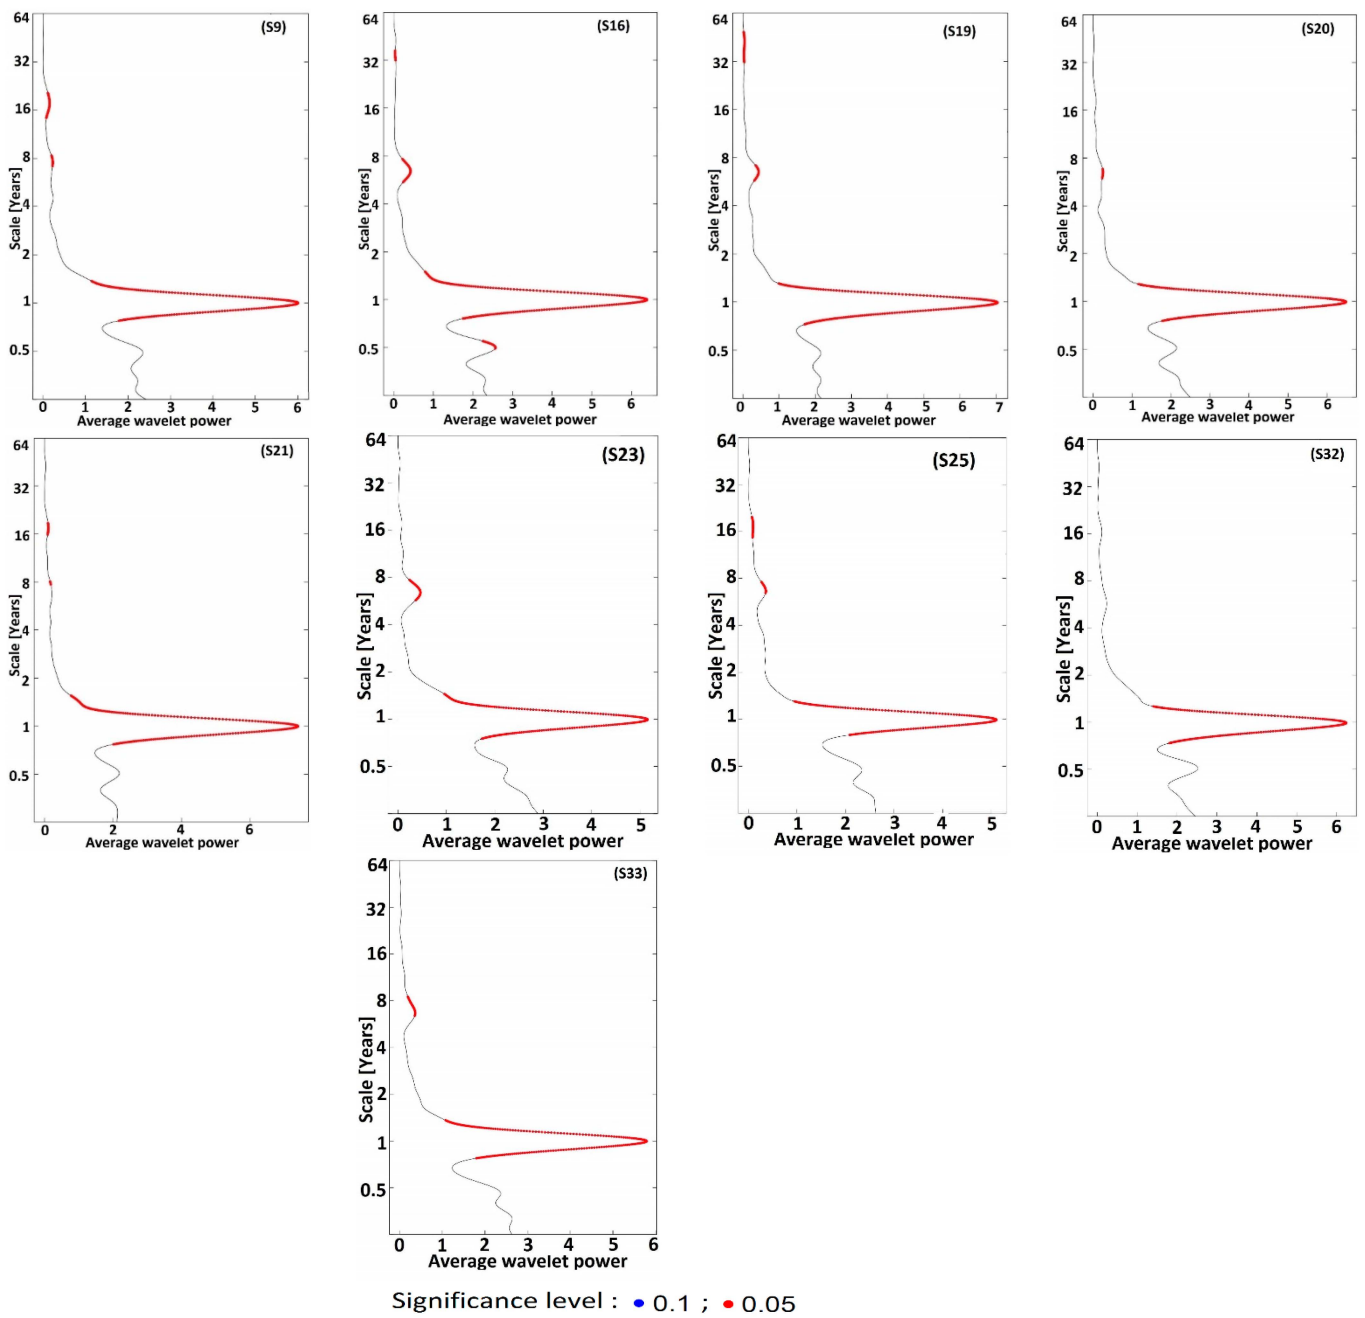 (S9)
64
32
16
8
4
2
1
0.5
Scale [Years]
0 1 2 3 4 5 6
Average wavelet power
(S16)
64
32
16
8
4
2
1
0.5
Scale [Years]
0 1 2 3 4 5 6
Average wavelet power
(S19)
64
32
16
8
4
2
1
0.5
Scale [Years]
0 1 2 3 4 5 6 7
Average wavelet power
(S20)
64
32
16
8
4
2
1
0.5
Scale [Years]
0 1 2 3 4 5 6
Average wavelet power
(S21)
64
32
16
8
4
2
1
0.5
Scale [Years]
0 2 4 6
Average wavelet power
(S23)
64
32
16
8
4
2
1
0.5
Scale [Years]
0 1 2 3 4 5
Average wavelet power
(S25)
64
32
16
8
4
2
1
0.5
Scale [Years]
0 1 2 3 4 5
Average wavelet power
(S32)
64
32
16
8
4
2
1
0.5
Scale [Years]
0 1 2 3 4 5 6
Average wavelet power
(S33)
64
32
16
8
4
2
1
0.5
Scale [Years]
0 1 2 3 4 5 6
Average wavelet power
Significance level : • 0.1 ; • 0.05